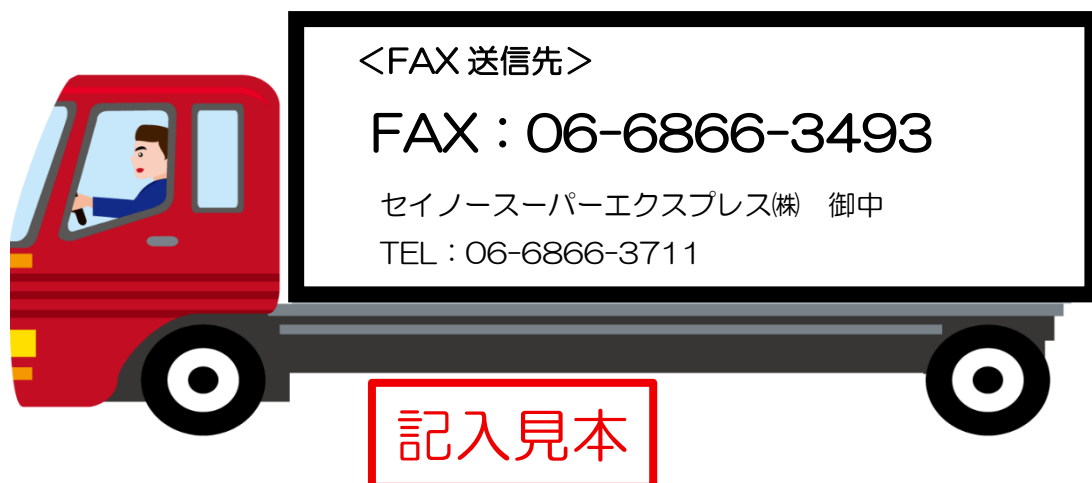 ＜FAX 送信先＞
FAX：06-6866-3493
セイノースーパーエクスプレス㈱　御中
TEL：06-6866-3711
記入見本